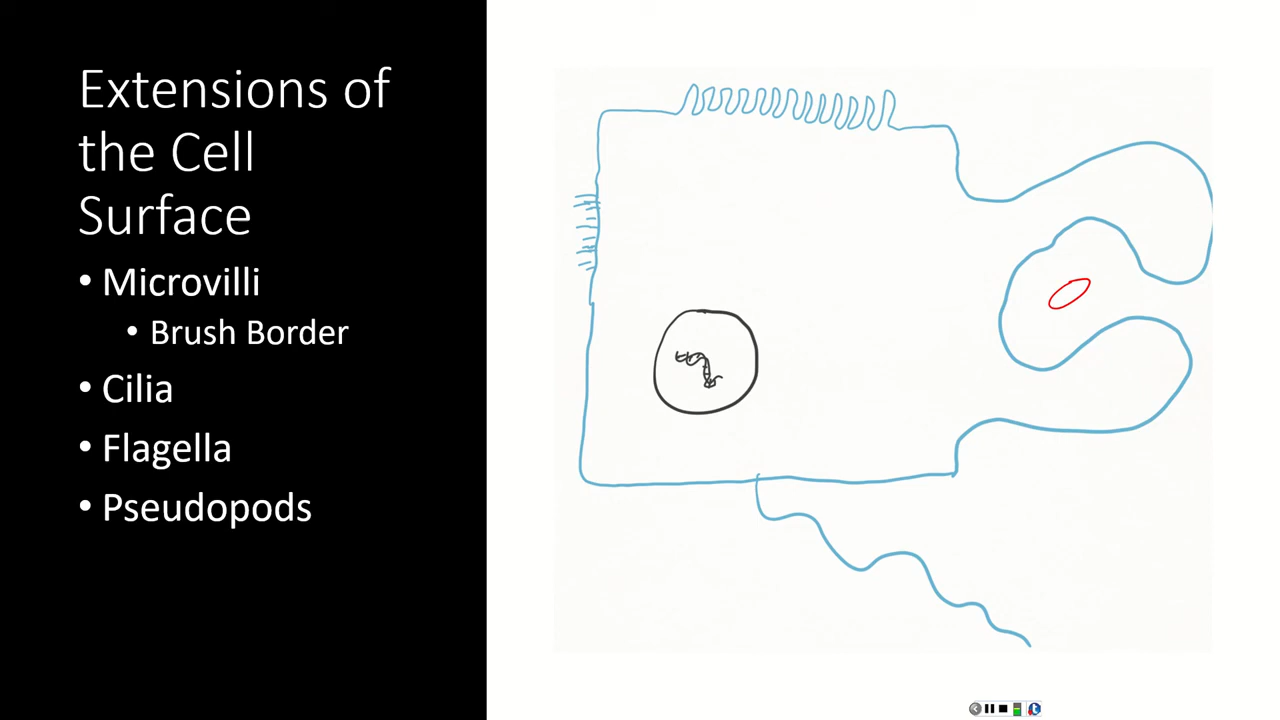 Extensions of
the Cell
Surface
• Microvilli
• Brush Border
• Cilia
• Flagella
• Pseudopods